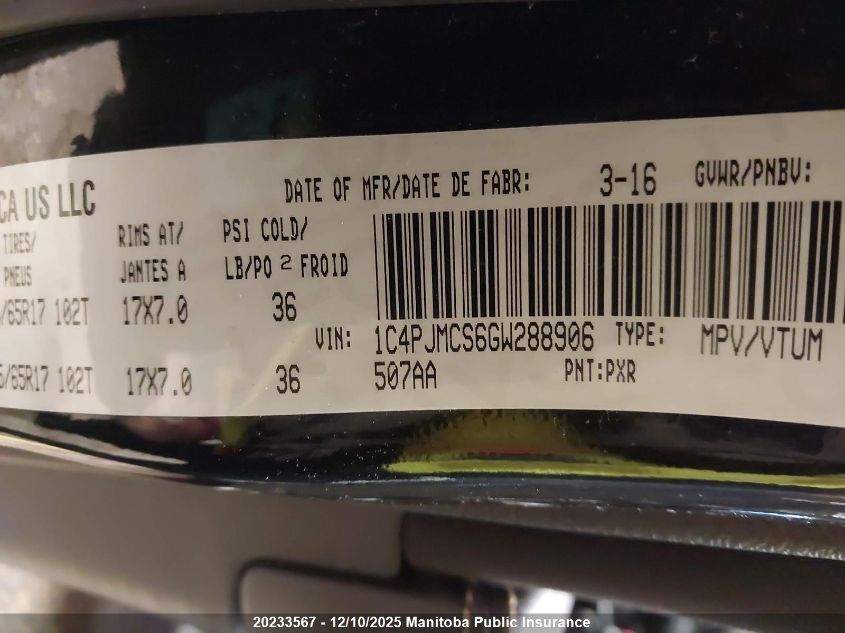 CA US LLC DATE OF MFR/DATE DE FABR: 3-16 GVWR/PNBV:
TIRES/ RIMS AT/ PSI COLD/
PNEUS JANTES A LB/PO 2 FROID
/65R17 102T 17X7.0 36
VIN: 1C4PJMCS6GW288906 TYPE: MPV/VTUM
5/65R17 102T 17X7.0 36 507AA PNT:PXR
20233567 - 12/10/2025 Manitoba Public Insurance